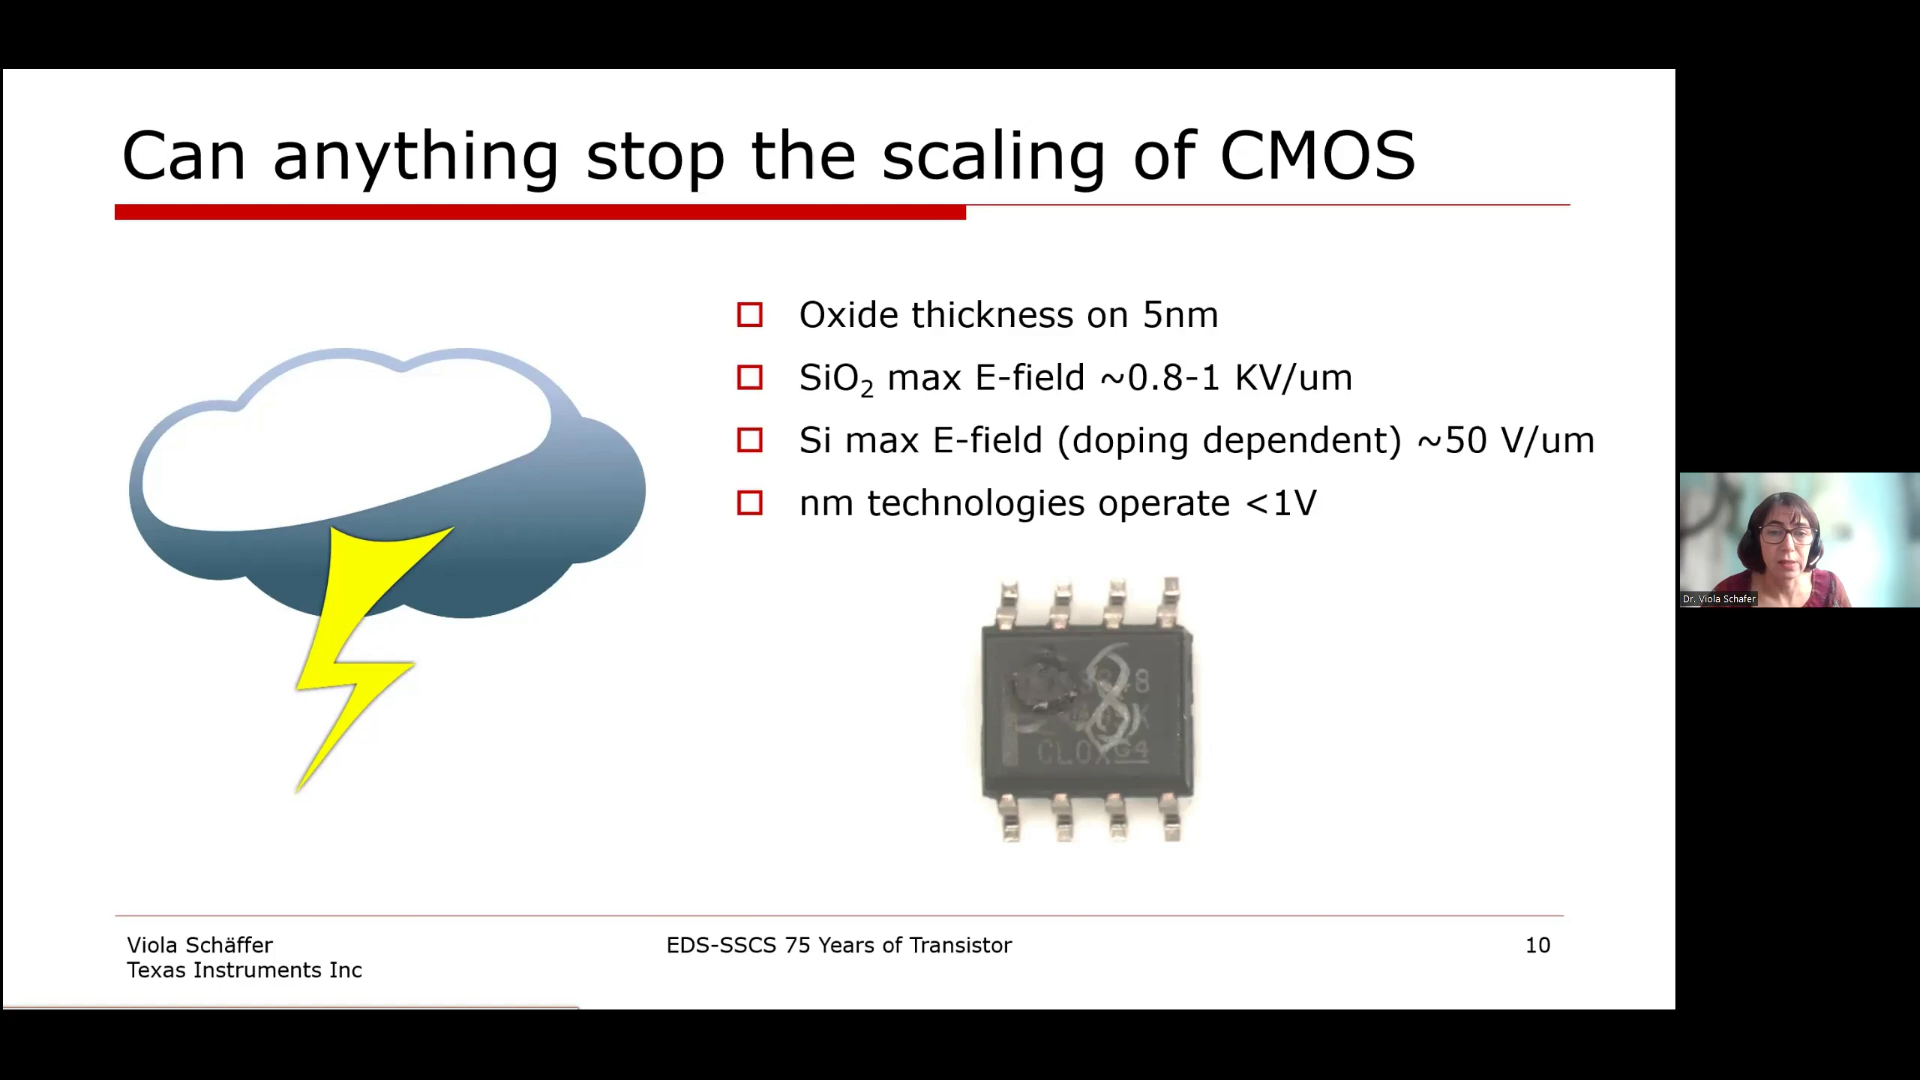 Can anything stop the scaling of CMOS
Oxide thickness on 5nm
SiO₂ max E-field ~0.8-1 KV/um
Si max E-field (doping dependent) ~50 V/um
nm technologies operate <1V
CLOXG4
Viola Schäffer
Texas Instruments Inc
EDS-SSCS 75 Years of Transistor
10
Dr. Viola Schafer